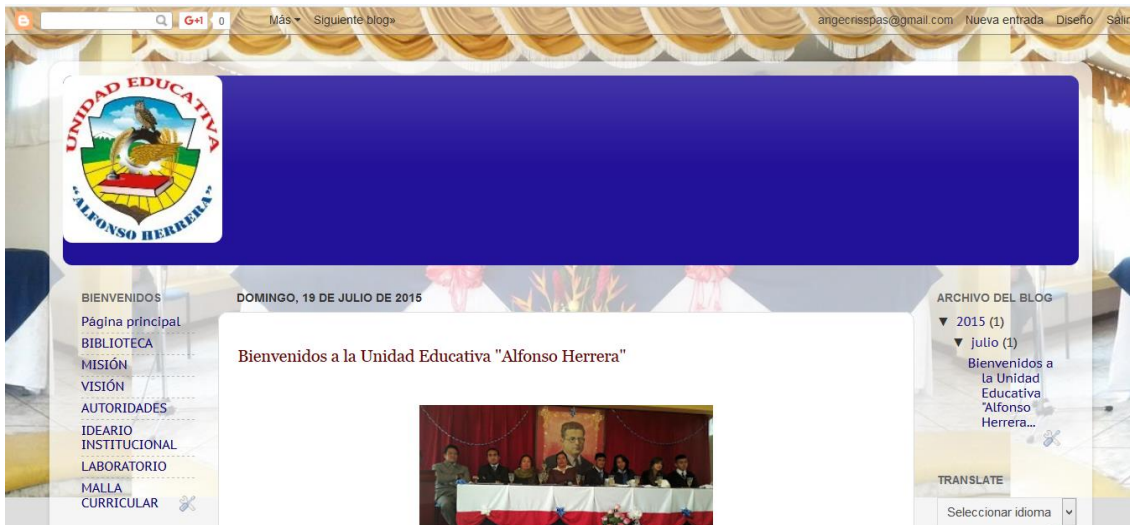 G+1 0 Más Siguiente blog» angecrisspas@gmail.com Nueva entrada Diseño Salir
UNIDAD EDUCATIVA
"ALFONSO HERRERA"
BIENVENIDOS
Página principal
BIBLIOTECA
MISIÓN
VISIÓN
AUTORIDADES
IDEARIO
INSTITUCIONAL
LABORATORIO
MALLA
CURRICULAR
DOMINGO, 19 DE JULIO DE 2015
Bienvenidos a la Unidad Educativa "Alfonso Herrera"
ARCHIVO DEL BLOG
▼ 2015 (1)
▼ julio (1)
Bienvenidos a
la Unidad
Educativa
"Alfonso
Herrera...
TRANSLATE
Seleccionar idioma